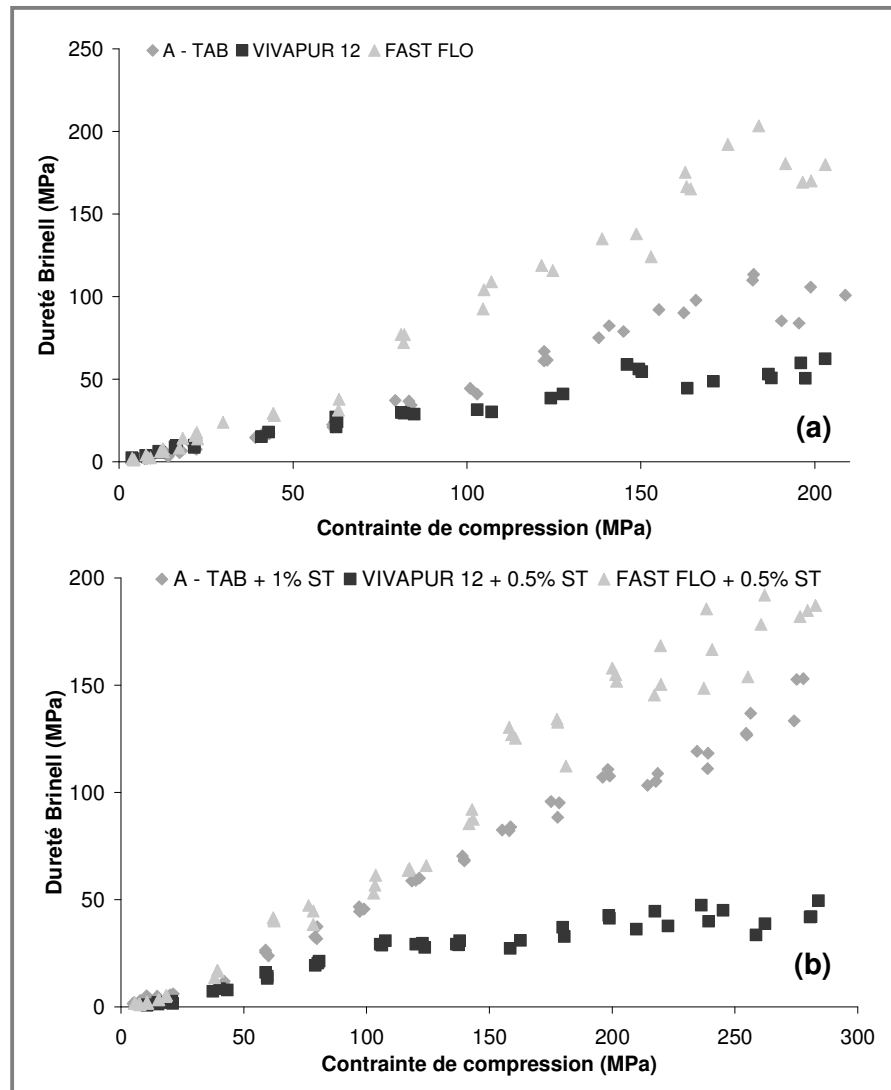 A - TAB VIVAPUR 12 FAST FLO
250
200
150
100
50
0
Dureté Brinell (MPa)
(a)
0 50 100 150 200
Contrainte de compression (MPa)
A - TAB + 1% ST VIVAPUR 12 + 0.5% ST FAST FLO + 0.5% ST
200
150
100
50
0
Dureté Brinell (MPa)
(b)
0 50 100 150 200 250 300
Contrainte de compression (MPa)